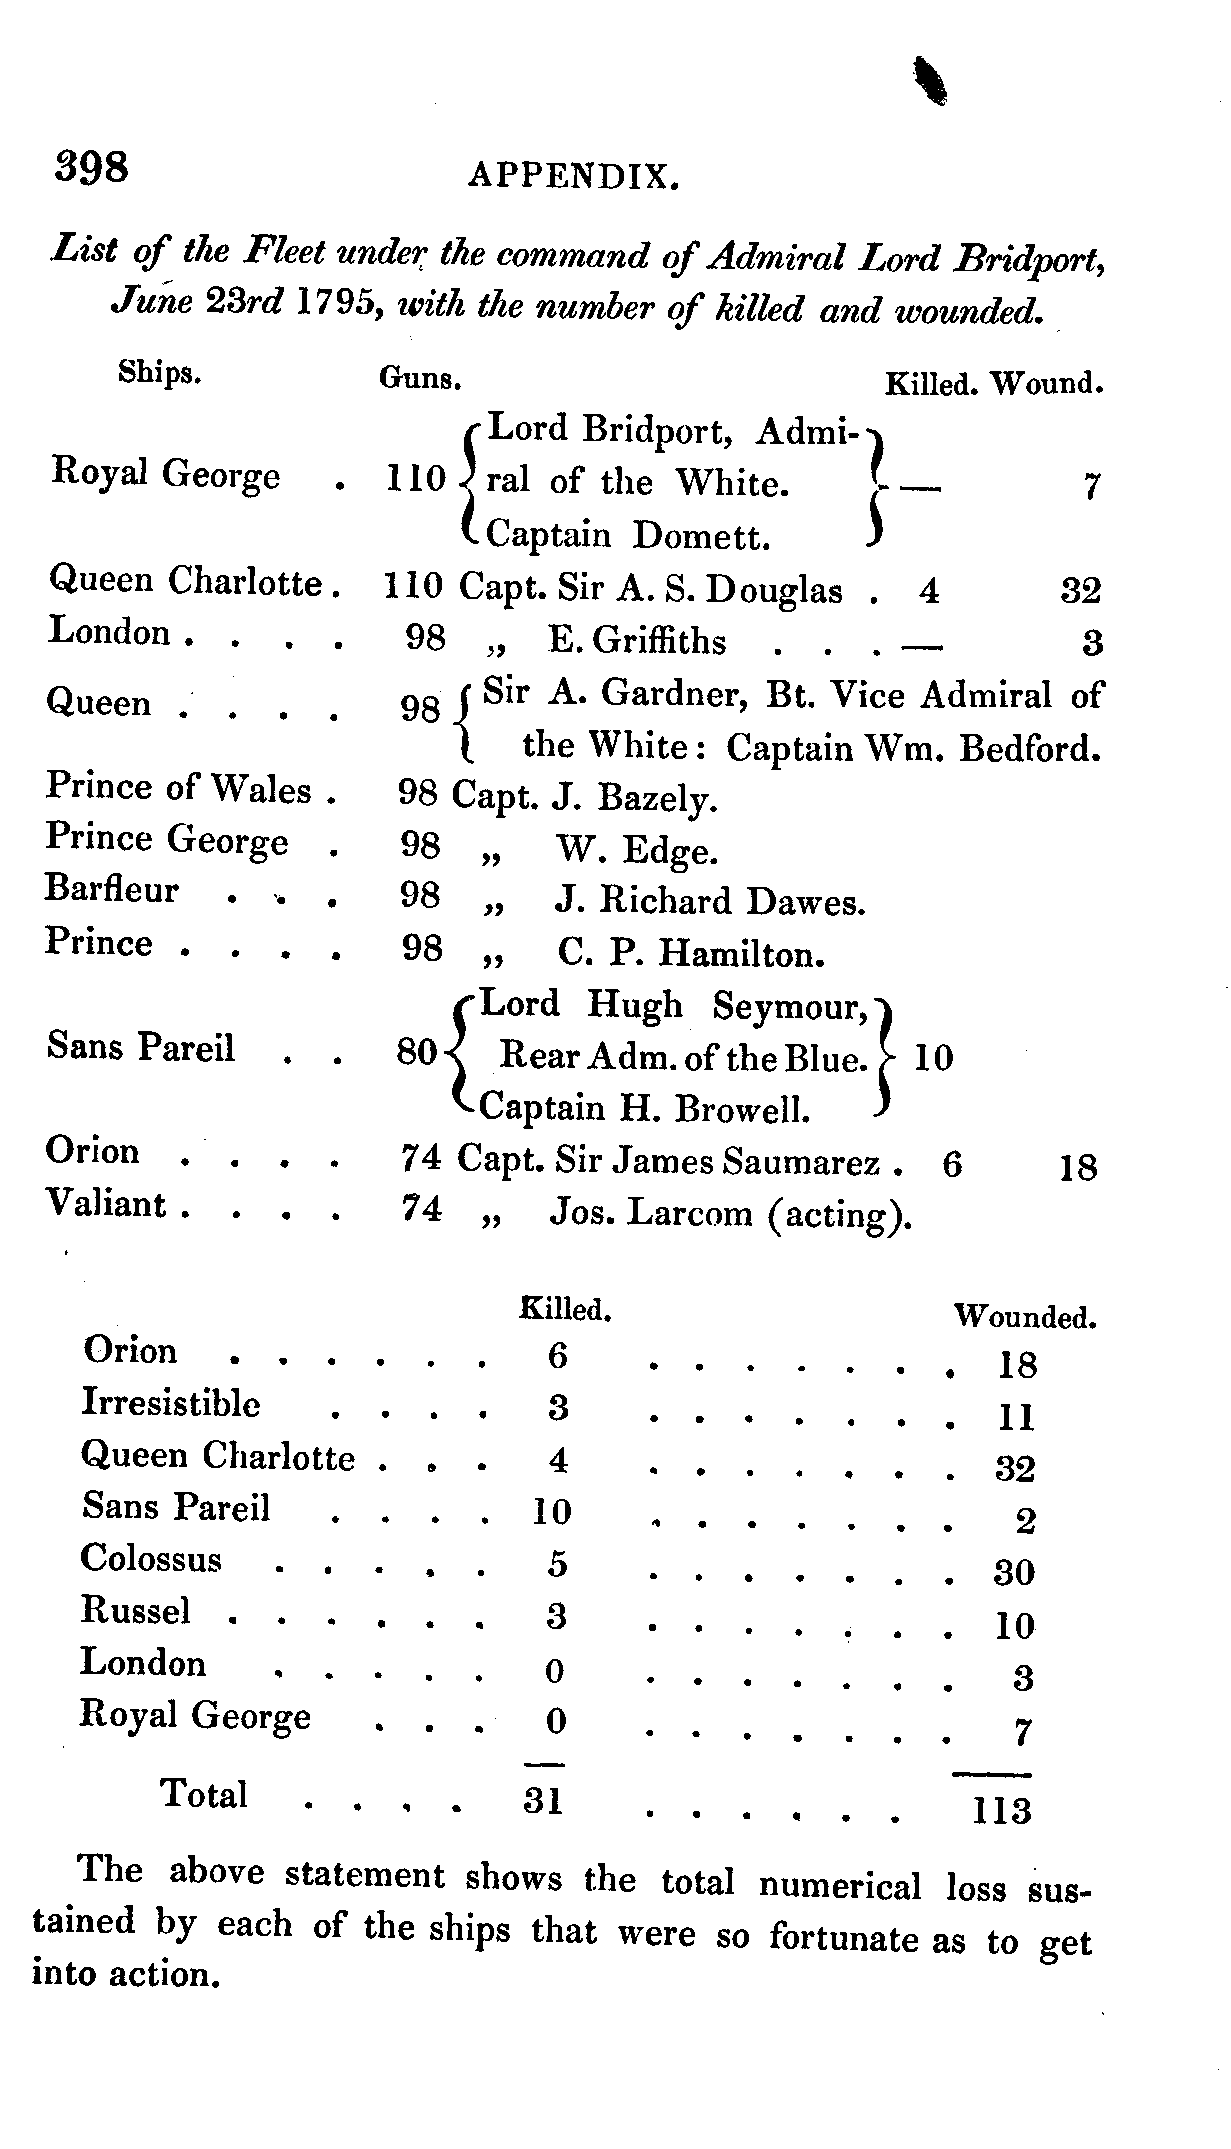 398
APPENDIX.
List of the Fleet under the command of Admiral Lord Bridport,
June 23rd 1795, with the number of killed and wounded.
Ships. Guns. Killed. Wound.
Lord Bridport, Admi-
Royal George . 110 ral of the White. — 7
Captain Domett.
Queen Charlotte . 110 Capt. Sir A. S. Douglas . 4 32
London . . . . 98 „ E. Griffiths . . . — 3
Queen . . . . 98 Sir A. Gardner, Bt. Vice Admiral of
the White: Captain Wm. Bedford.
Prince of Wales . 98 Capt. J. Bazely.
Prince George . 98 „ W. Edge.
Barfleur . . . 98 „ J. Richard Dawes.
Prince . . . . 98 „ C. P. Hamilton.
Lord Hugh Seymour,
Sans Pareil . . 80 Rear Adm. of the Blue. 10
Captain H. Browell.
Orion . . . . 74 Capt. Sir James Saumarez . 6 18
Valiant . . . . 74 „ Jos. Larcom (acting).
Killed. Wounded.
Orion . . . . . . 6 . . . . . . . 18
Irresistible . . . . 3 . . . . . . . 11
Queen Charlotte . . . 4 . . . . . . . 32
Sans Pareil . . . . 10 . . . . . . . 2
Colossus . . . . . 5 . . . . . . . 30
Russel . . . . . . 3 . . . . . . . 10
London . . . . . 0 . . . . . . . 3
Royal George . . . 0 . . . . . . . 7
Total . . . . 31 . . . . . . 113
The above statement shows the total numerical loss sus-
tained by each of the ships that were so fortunate as to get
into action.